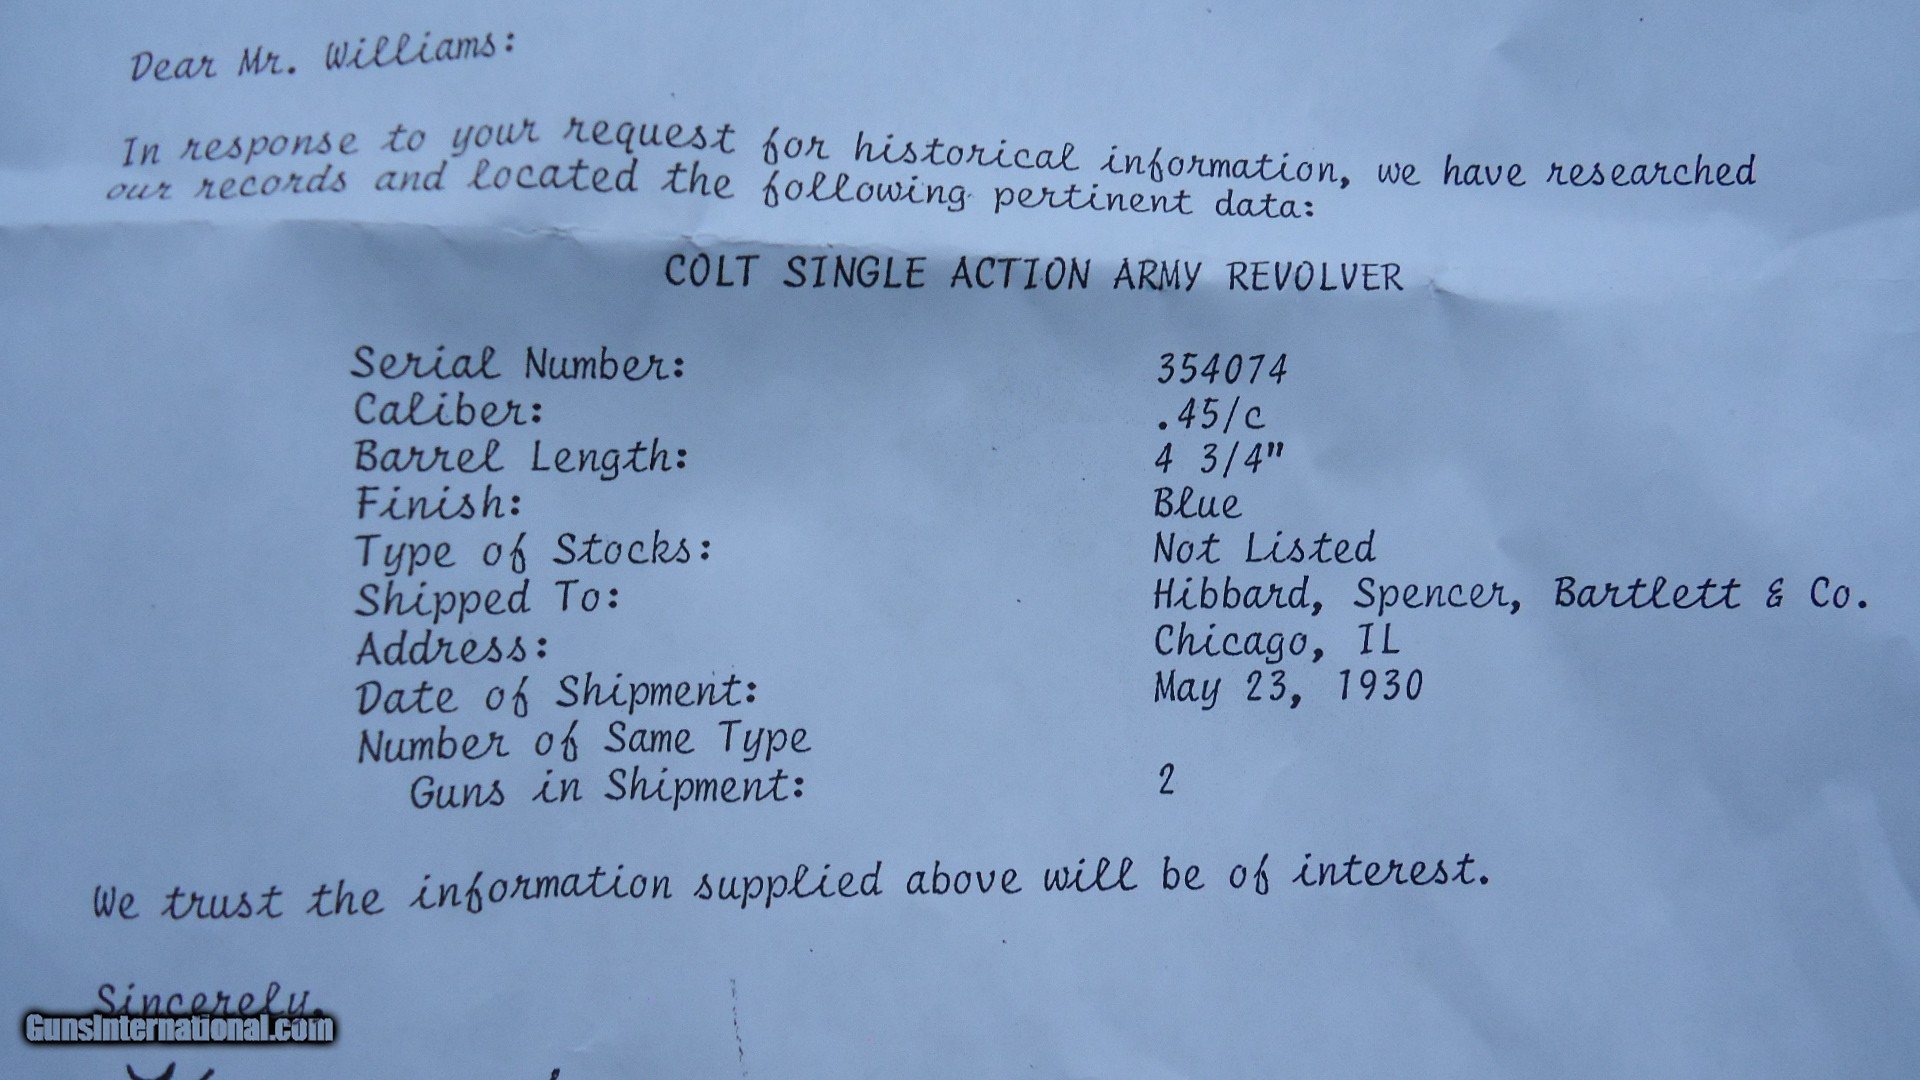 Dear Mr. Williams:
In response to your request for historical information, we have researched
our records and located the following pertinent data:
COLT SINGLE ACTION ARMY REVOLVER
Serial Number: 354074
Caliber: .45/c
Barrel Length: 4 3/4"
Finish: Blue
Type of Stocks: Not Listed
Shipped To: Hibbard, Spencer, Bartlett & Co.
Address: Chicago, IL
Date of Shipment: May 23, 1930
Number of Same Type
Guns in Shipment: 2
We trust the information supplied above will be of interest.
Sincerely,
GunsInternational.com